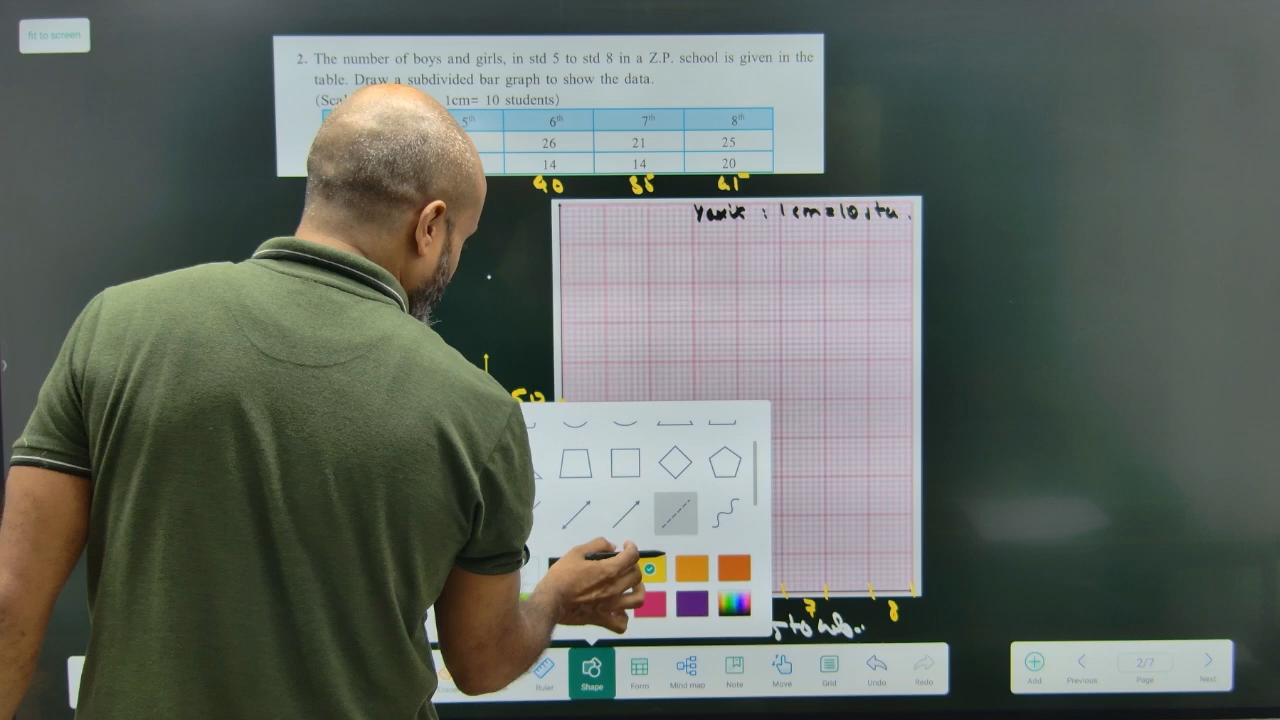 fit to screen
2. The number of boys and girls, in std 5 to std 8 in a Z.P. school is given in the
table. Draw a subdivided bar graph to show the data.
1cm= 10 students)
5th 6th 7th 8th
26 21 25
14 14 20
40 35
1cm=10
50
7 8
Ruler Shape Form Mind map Note Move Grid Undo Redo
Add Previous 2/7 Page Next